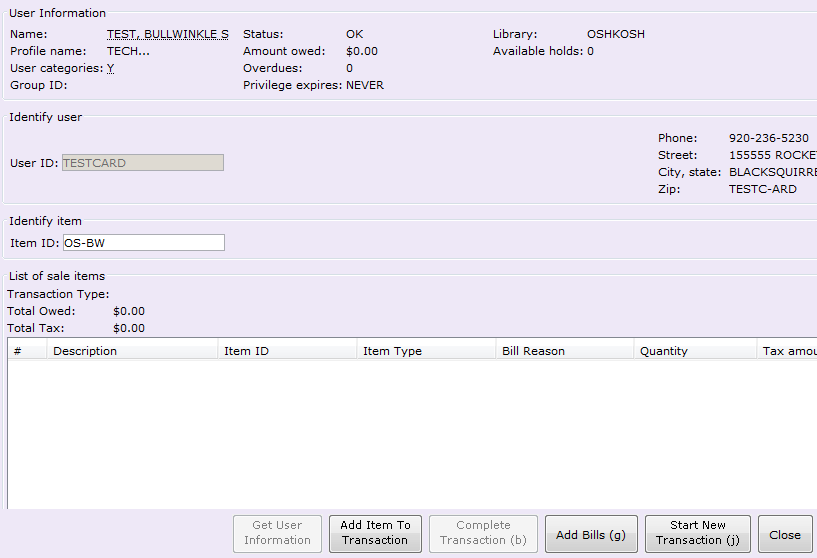 User Information
Name: TEST, BULLWINKLE S Status: OK Library: OSHKOSH
Profile name: TECH... Amount owed: $0.00 Available holds: 0
User categories: Y Overdues: 0
Group ID: Privilege expires: NEVER
Identify user
Phone: 920-236-5230
Street: 155555 ROCKE
User ID: TESTCARD
City, state: BLACKSQUIRRE
Zip: TESTC-ARD
Identify item
Item ID: OS-BW
List of sale items
Transaction Type:
Total Owed: $0.00
Total Tax: $0.00
# Description Item ID Item Type Bill Reason Quantity Tax amou
Get User Information
Add Item To Transaction
Complete Transaction (b)
Add Bills (g)
Start New Transaction (j)
Close